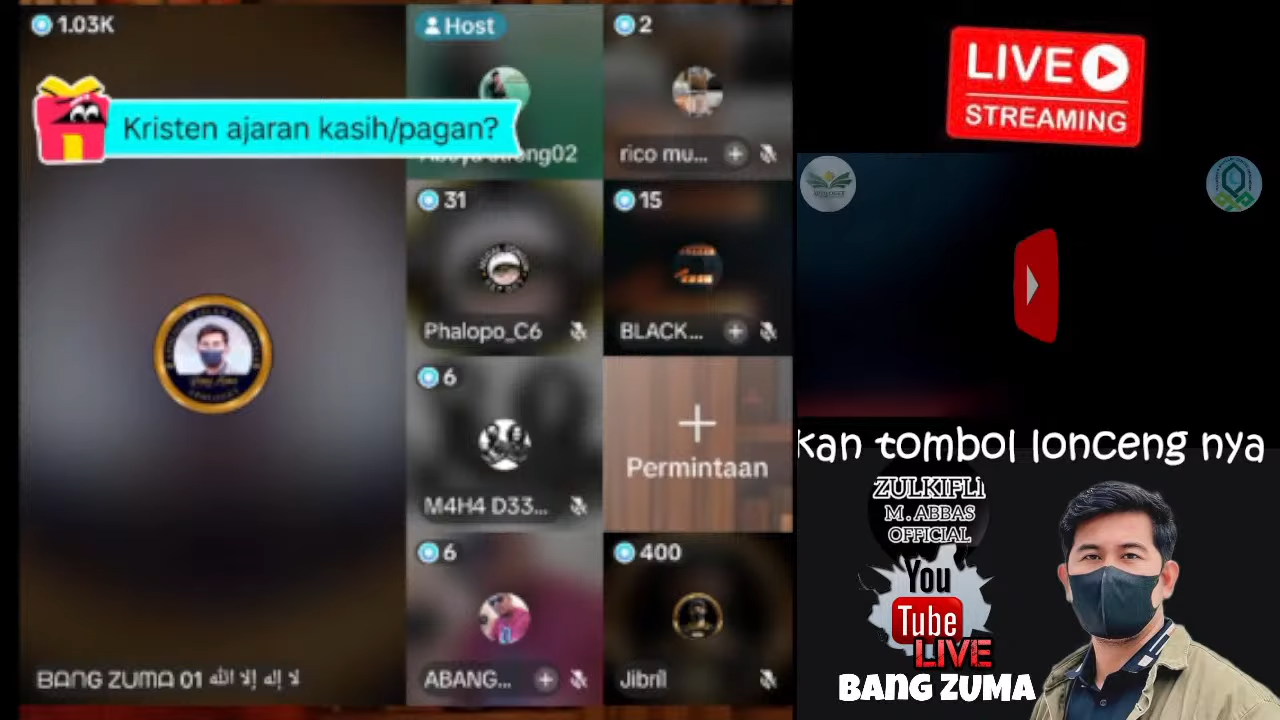 1.03K
Host
2
Kristen ajaran kasih/pagan?
rico mu...
31
15
Phalopo_C6
BLACK...
6
Permintaan
M4H4 D33...
6
400
BANG ZUMA 01 لا إله إلا الله
ABANG...
Jibril
LIVE
STREAMING
kan tombol lonceng nya
ZULKIFLI
M.ABBAS
OFFICIAL
You
Tube
LIVE
BANG ZUMA